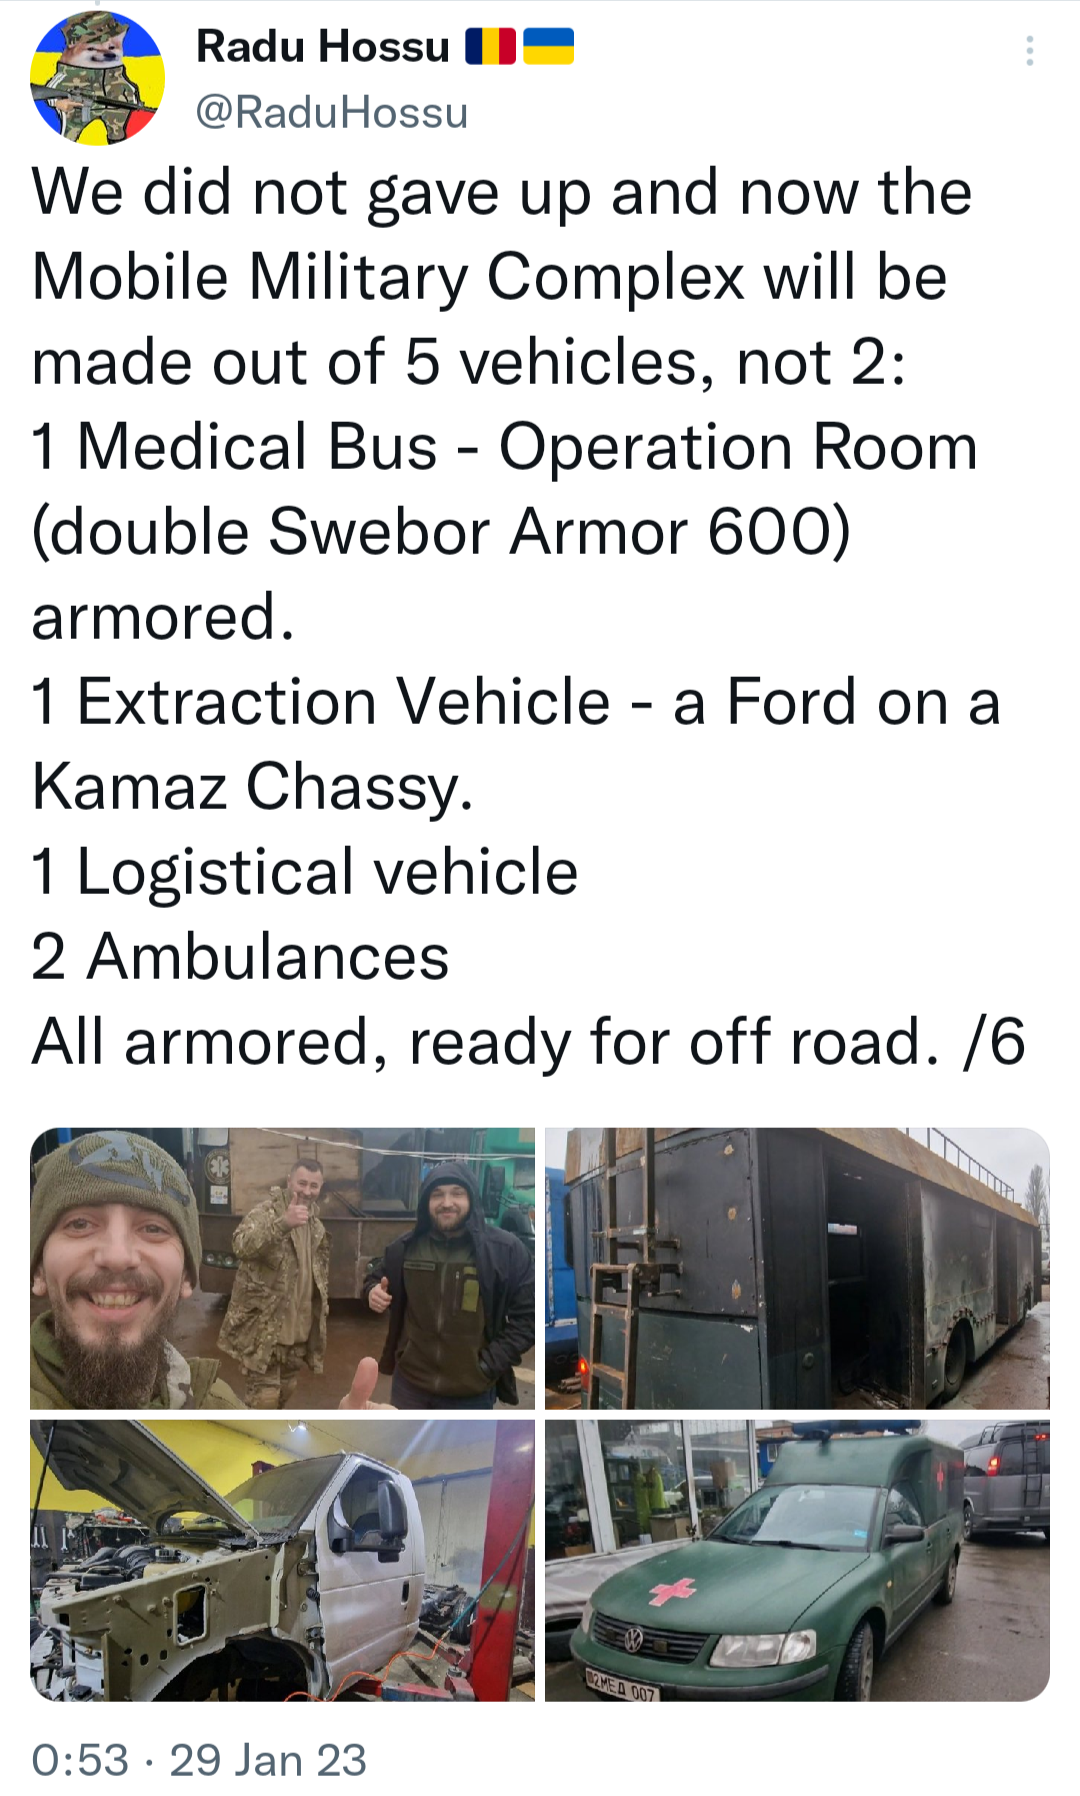 Radu Hossu 🇷🇴🇺🇦
@RaduHossu
We did not gave up and now the
Mobile Military Complex will be
made out of 5 vehicles, not 2:
1 Medical Bus - Operation Room
(double Swebor Armor 600)
armored.
1 Extraction Vehicle - a Ford on a
Kamaz Chassy.
1 Logistical vehicle
2 Ambulances
All armored, ready for off road. /6
2МЕД 007
0:53 · 29 Jan 23